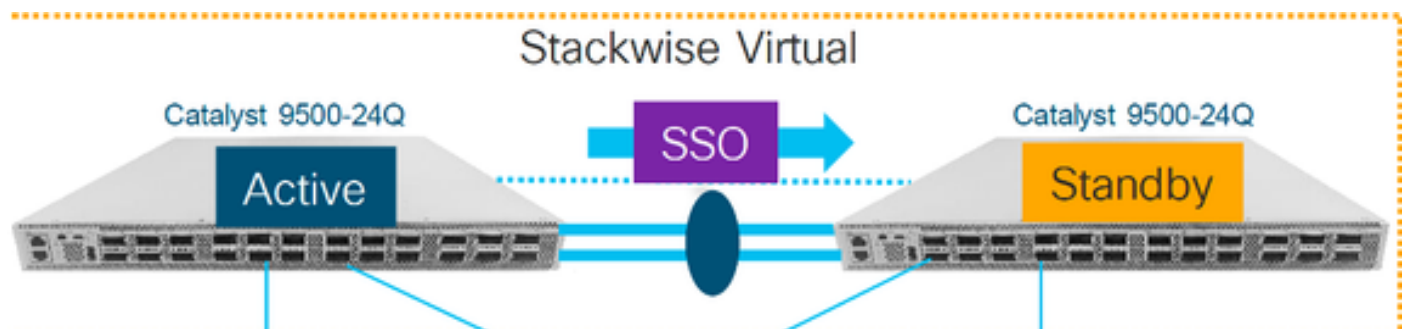 Stackwise Virtual
Catalyst 9500-24Q
SSO
Catalyst 9500-24Q
Active
Standby